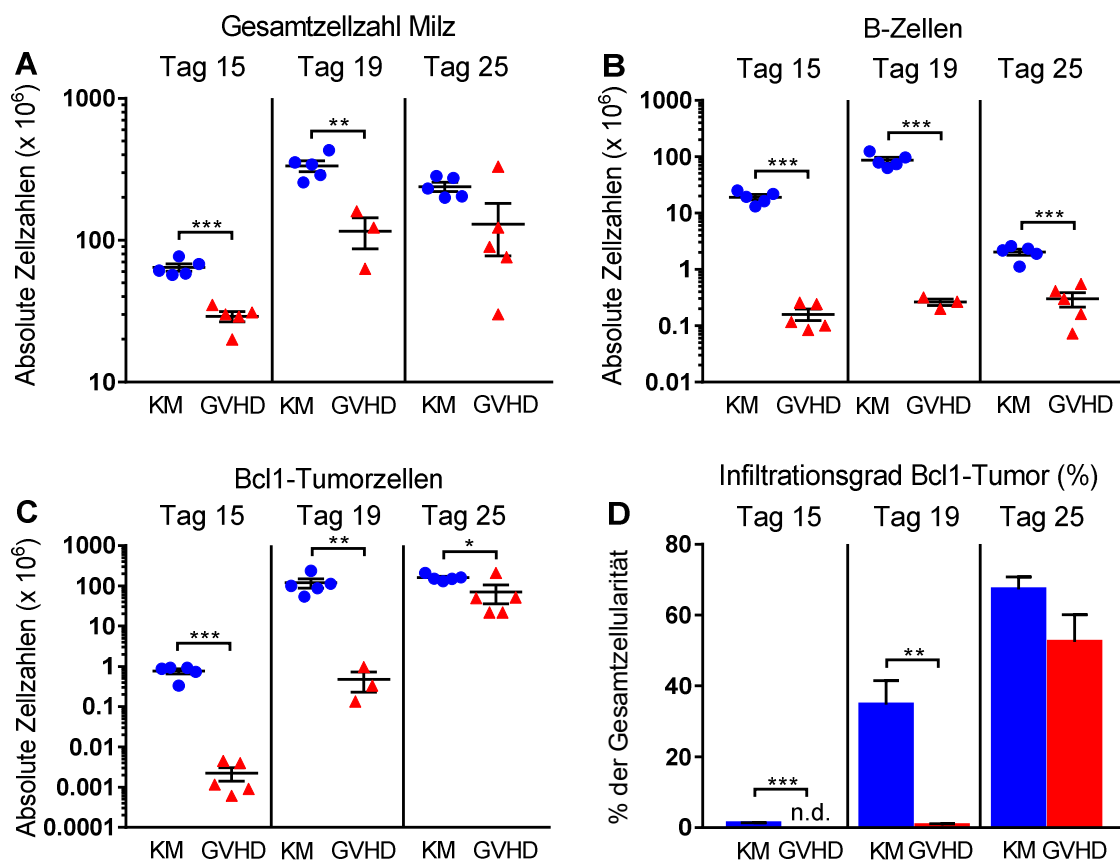 Gesamtzellzahl Milz
A
Tag 15
Tag 19
Tag 25
Absolute Zellzahlen (x 10⁶)
1000
100
10
***
**
KM
GVHD
KM
GVHD
KM
GVHD
B-Zellen
B
Tag 15
Tag 19
Tag 25
Absolute Zellzahlen (x 10⁶)
1000
100
10
1
0.1
0.01
***
***
***
KM
GVHD
KM
GVHD
KM
GVHD
Bcl1-Tumorzellen
C
Tag 15
Tag 19
Tag 25
Absolute Zellzahlen (x 10⁶)
1000
100
10
1
0.1
0.01
0.001
0.0001
***
**
*
KM
GVHD
KM
GVHD
KM
GVHD
Infiltrationsgrad Bcl1-Tumor (%)
D
Tag 15
Tag 19
Tag 25
% der Gesamtzellularität
80
60
40
20
0
***
n.d.
**
KM
GVHD
KM
GVHD
KM
GVHD